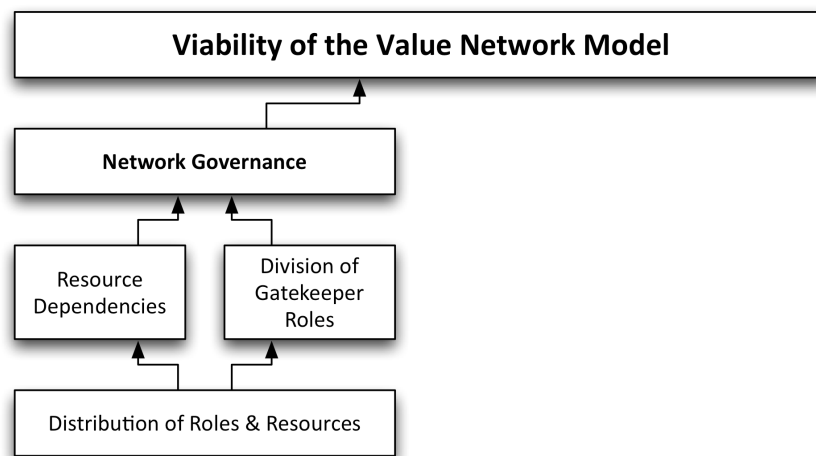 Viability of the Value Network Model
Network Governance
Resource
Dependencies
Division of
Gatekeeper
Roles
Distribution of Roles & Resources